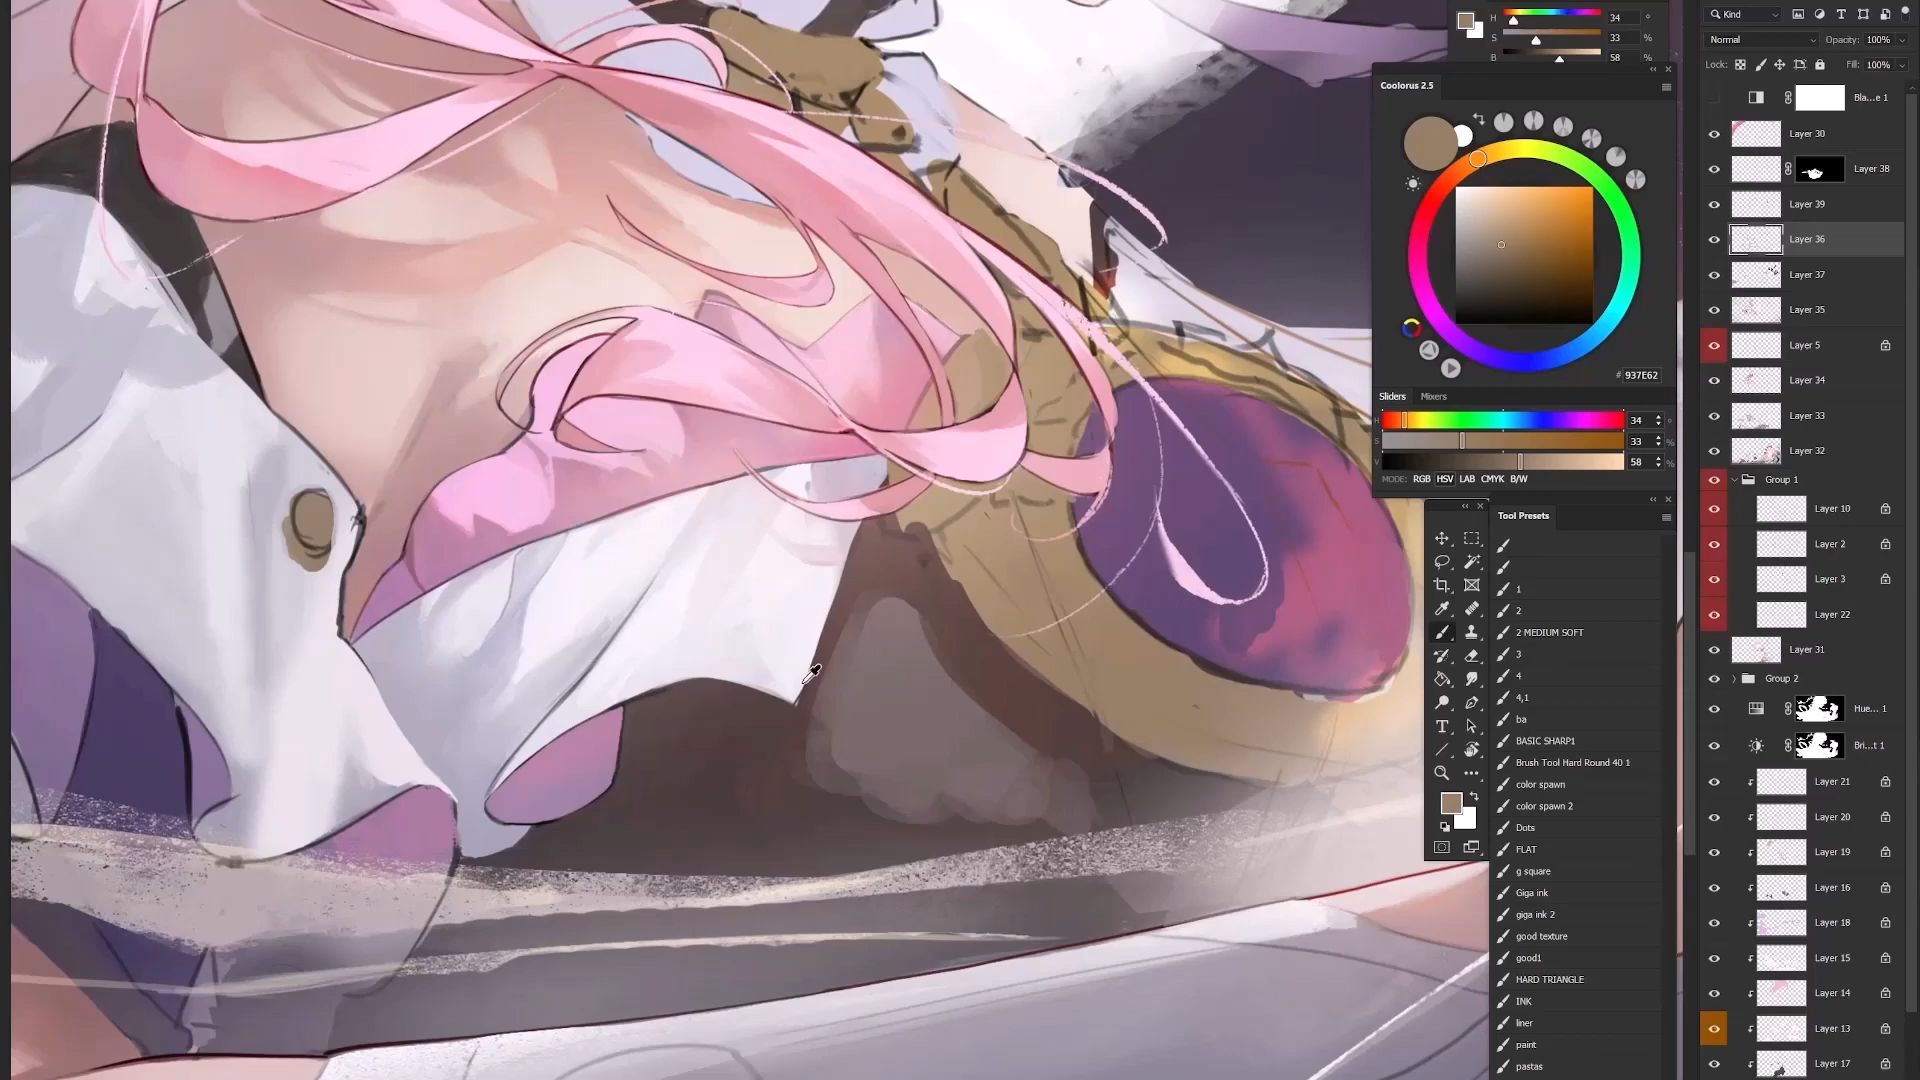 H 34 °
S 33 %
B 58 %
Coolorus 2.5
# 937E62
Sliders Mixers
H 34 °
S 33 %
V 58 %
MODE: RGB HSV LAB CMYK B/W
Tool Presets
1
2
2 MEDIUM SOFT
3
4
4,1
ba
BASIC SHARP1
Brush Tool Hard Round 40 1
color spawn
color spawn 2
Dots
FLAT
g square
Giga ink
giga ink 2
good texture
good1
HARD TRIANGLE
INK
liner
paint
pastas
Kind
Normal Opacity: 100%
Lock: Fill: 100%
Bla...e 1
Layer 30
Layer 38
Layer 39
Layer 36
Layer 37
Layer 35
Layer 5
Layer 34
Layer 33
Layer 32
Group 1
Layer 10
Layer 2
Layer 3
Layer 22
Layer 31
Group 2
Hue... 1
Bri...t 1
Layer 21
Layer 20
Layer 19
Layer 16
Layer 18
Layer 15
Layer 14
Layer 13
Layer 17